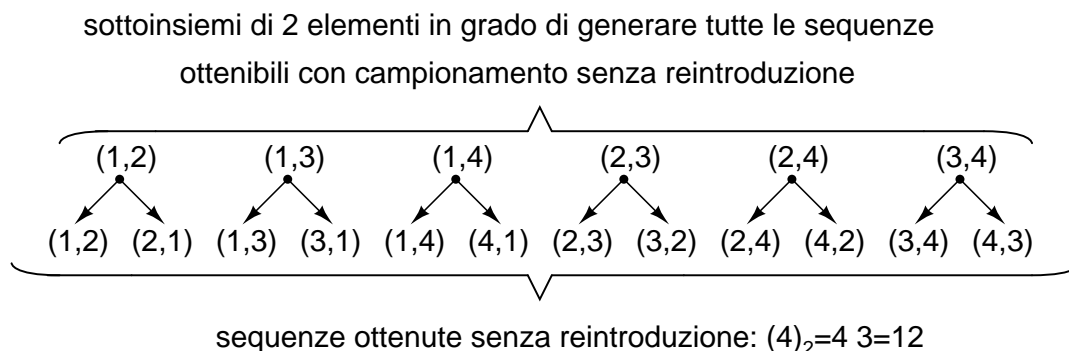 sottoinsiemi di 2 elementi in grado di generare tutte le sequenze
ottenibili con campionamento senza reintroduzione
(1,2) (1,3) (1,4) (2,3) (2,4) (3,4)
(1,2) (2,1) (1,3) (3,1) (1,4) (4,1) (2,3) (3,2) (2,4) (4,2) (3,4) (4,3)
sequenze ottenute senza reintroduzione: (4)₂=4 3=12